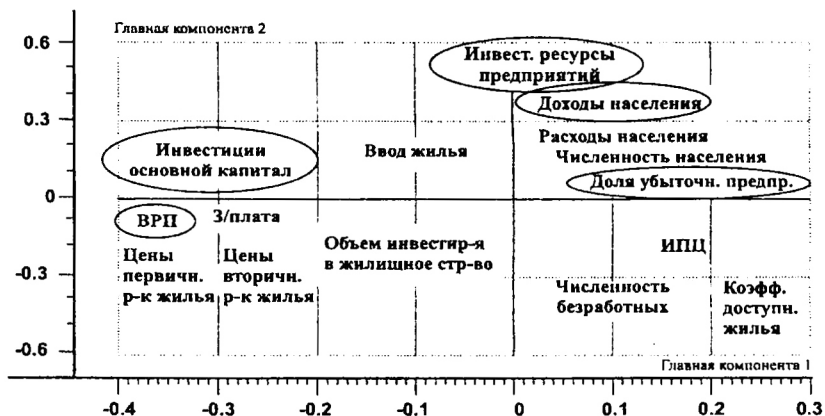 Главная компонента 2
0.6
Инвест. ресурсы
предприятий
Доходы населения
0.3
Расходы населения
Инвестиции
основной капитал
Ввод жилья
Численность населения
Доля убыточн. предпр.
0
ВРП
З/плата
Объем инвестир-я
в жилищное стр-во
ИПЦ
Цены
первичн.
р-к жилья
Цены
вторичн.
р-к жилья
-0.3
Численность
безработных
Коэфф.
доступн.
жилья
-0.6
Главная компонента 1
-0.4 -0.3 -0.2 -0.1 0 0.1 0.2 0.3